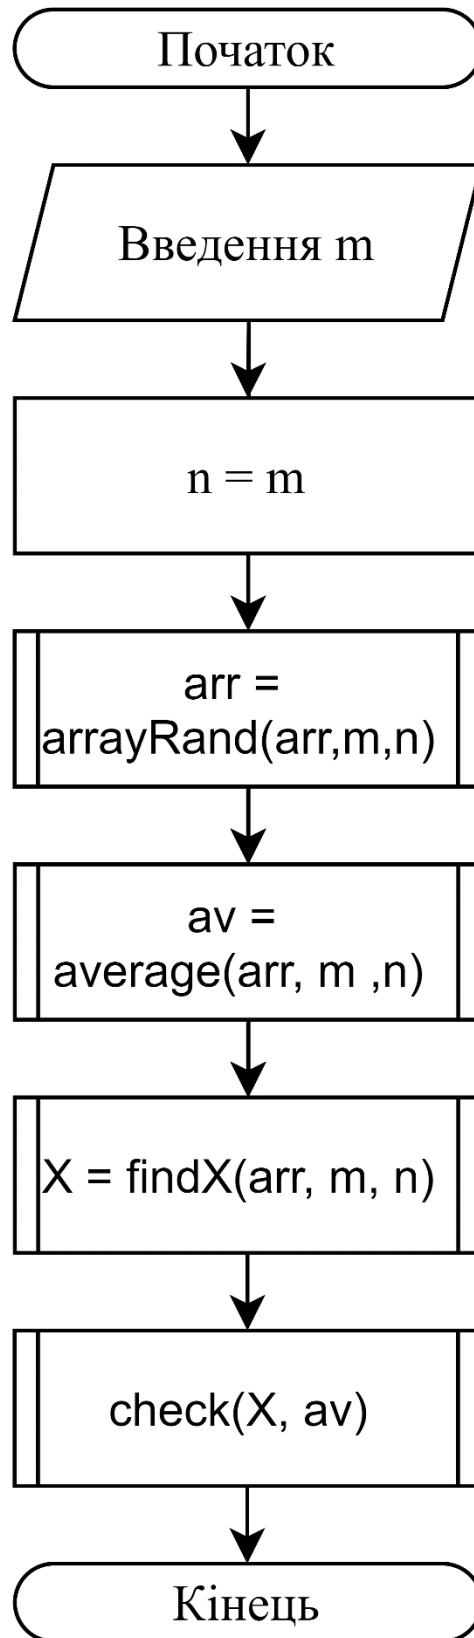 Початок
Введення m
n = m
arr =
arrayRand(arr,m,n)
av =
average(arr, m ,n)
X = findX(arr, m, n)
check(X, av)
Кінець